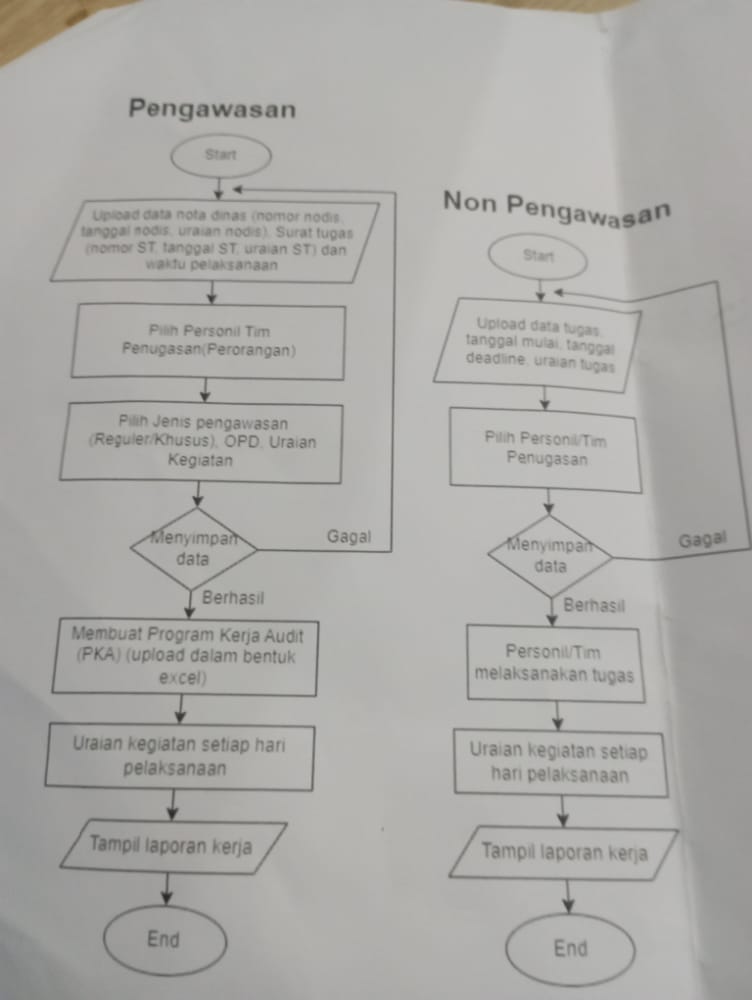 Pengawasan
Start
Upload data nota dinas (nomor nodis,
tanggal nodis, uraian nodis), Surat tugas
(nomor ST, tanggal ST, uraian ST) dan
waktu pelaksanaan
Pilih Personil Tim
Penugasan(Perorangan)
Pilih Jenis pengawasan
(Reguler/Khusus), OPD, Uraian
Kegiatan
Menyimpan
data
Gagal
Berhasil
Membuat Program Kerja Audit
(PKA) (upload dalam bentuk
excel)
Uraian kegiatan setiap hari
pelaksanaan
Tampil laporan kerja
End
Non Pengawasan
Start
Upload data tugas,
tanggal mulai, tanggal
deadline, uraian tugas
Pilih Personil/Tim
Penugasan
Menyimpan
data
Gagal
Berhasil
Personil/Tim
melaksanakan tugas
Uraian kegiatan setiap
hari pelaksanaan
Tampil laporan kerja
End